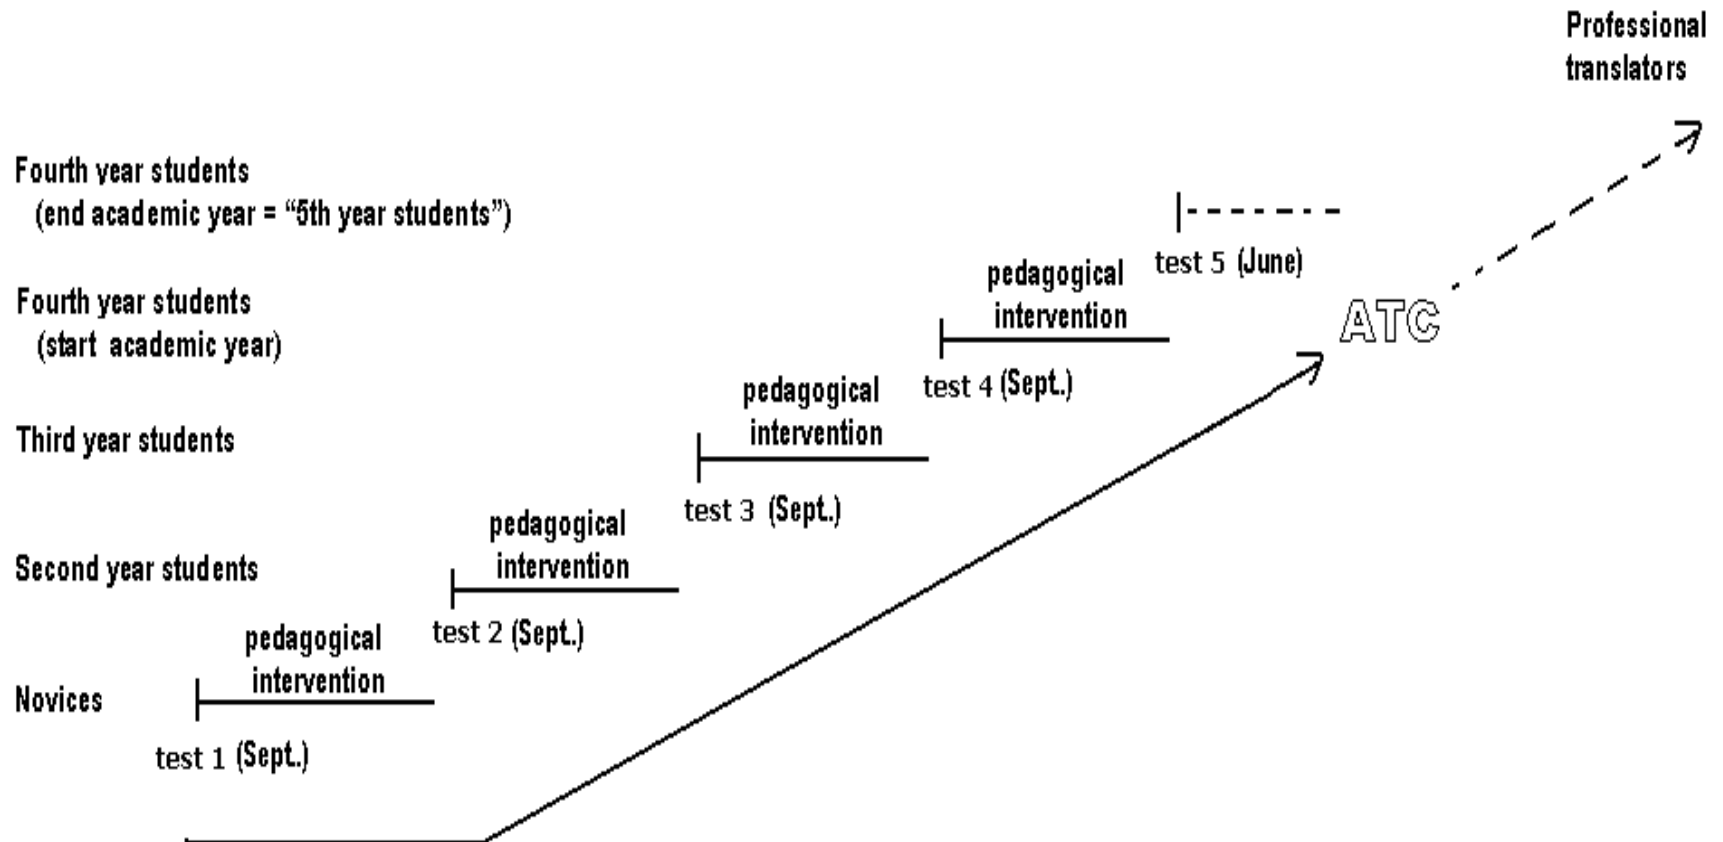 Professional
translators
Fourth year students
(end academic year = “5th year students”)
test 5 (June)
pedagogical
intervention
Fourth year students
(start academic year)
ATC
test 4 (Sept.)
pedagogical
intervention
Third year students
test 3 (Sept.)
pedagogical
intervention
Second year students
test 2 (Sept.)
pedagogical
intervention
Novices
test 1 (Sept.)